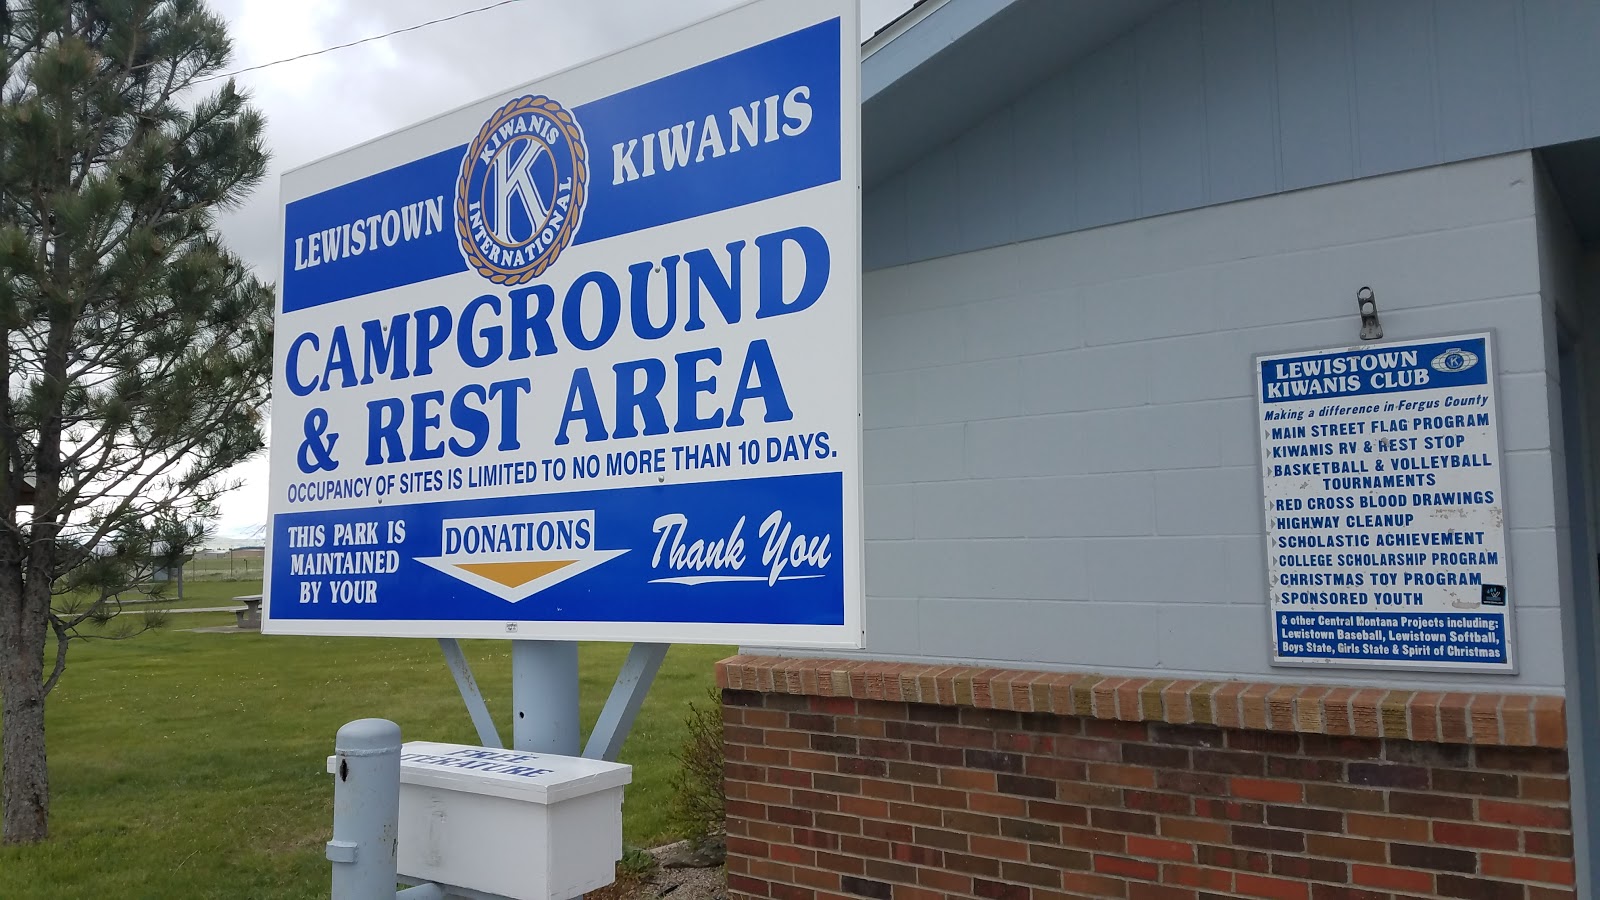 LEWISTOWN
KIWANIS
K
INTERNATIONAL
KIWANIS
CAMPGROUND
& REST AREA
OCCUPANCY OF SITES IS LIMITED TO NO MORE THAN 10 DAYS.
THIS PARK IS
MAINTAINED
BY YOUR
DONATIONS
Thank You
FREE
LITERATURE
LEWISTOWN
KIWANIS CLUB
K
Making a difference in Fergus County
MAIN STREET FLAG PROGRAM
KIWANIS RV & REST STOP
BASKETBALL & VOLLEYBALL
TOURNAMENTS
RED CROSS BLOOD DRAWINGS
HIGHWAY CLEANUP
SCHOLASTIC ACHIEVEMENT
COLLEGE SCHOLARSHIP PROGRAM
CHRISTMAS TOY PROGRAM
SPONSORED YOUTH
& other Central Montana Projects including:
Lewistown Baseball, Lewistown Softball,
Boys State, Girls State & Spirit of Christmas